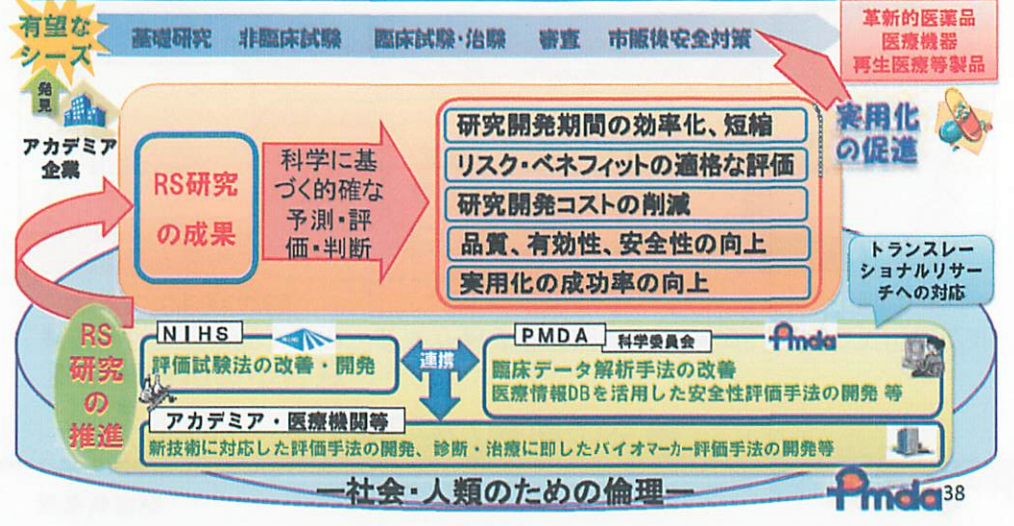 有望な
シーズ
基礎研究 非臨床試験 臨床試験・治験 審査 市販後安全対策
革新的医薬品
医療機器
再生医療等製品
発見
アカデミア
企業
実用化
の促進
RS研究
の成果
科学に基
づく的確な
予測・評
価・判断
研究開発期間の効率化、短縮
リスク・ベネフィットの適格な評価
研究開発コストの削減
品質、有効性、安全性の向上
実用化の成功率の向上
トランスレー
ショナルリサー
チへの対応
RS
研究
の
推進
NIHS
評価試験法の改善・開発
連携
PMDA 科学委員会
Pmda
臨床データ解析手法の改善
医療情報DBを活用した安全性評価手法の開発 等
アカデミア・医療機関等
新技術に対応した評価手法の開発、診断・治療に即したバイオマーカー評価手法の開発等
ー社会・人類のための倫理ー
Pmda 38